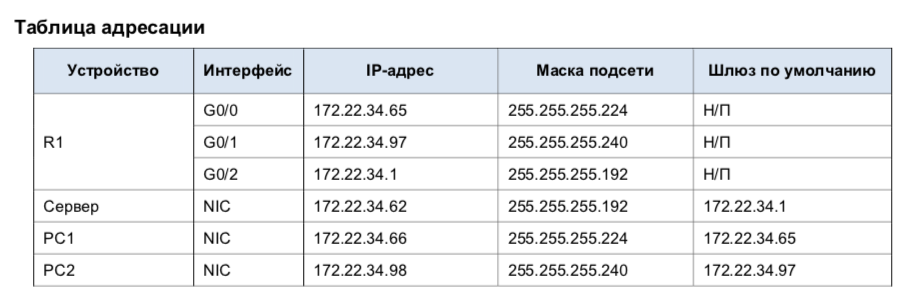 Таблица адресации
Устройство Интерфейс IP-адрес Маска подсети Шлюз по умолчанию
R1 G0/0 172.22.34.65 255.255.255.224 Н/П
G0/1 172.22.34.97 255.255.255.240 Н/П
G0/2 172.22.34.1 255.255.255.192 Н/П
Сервер NIC 172.22.34.62 255.255.255.192 172.22.34.1
PC1 NIC 172.22.34.66 255.255.255.224 172.22.34.65
PC2 NIC 172.22.34.98 255.255.255.240 172.22.34.97